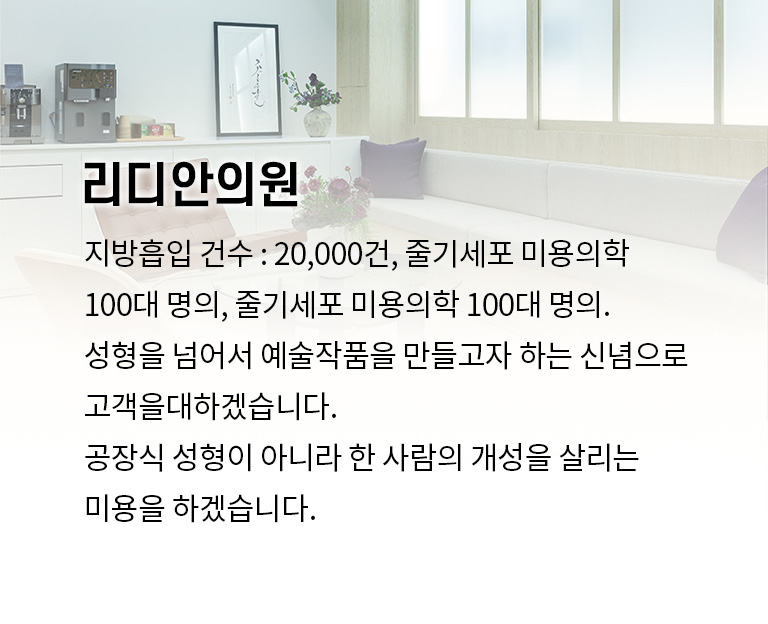 리디안의원
지방흡입 건수 : 20,000건, 줄기세포 미용의학
100대 명의, 줄기세포 미용의학 100대 명의.
성형을 넘어서 예술작품을 만들고자 하는 신념으로
고객을대하겠습니다.
공장식 성형이 아니라 한 사람의 개성을 살리는
미용을 하겠습니다.